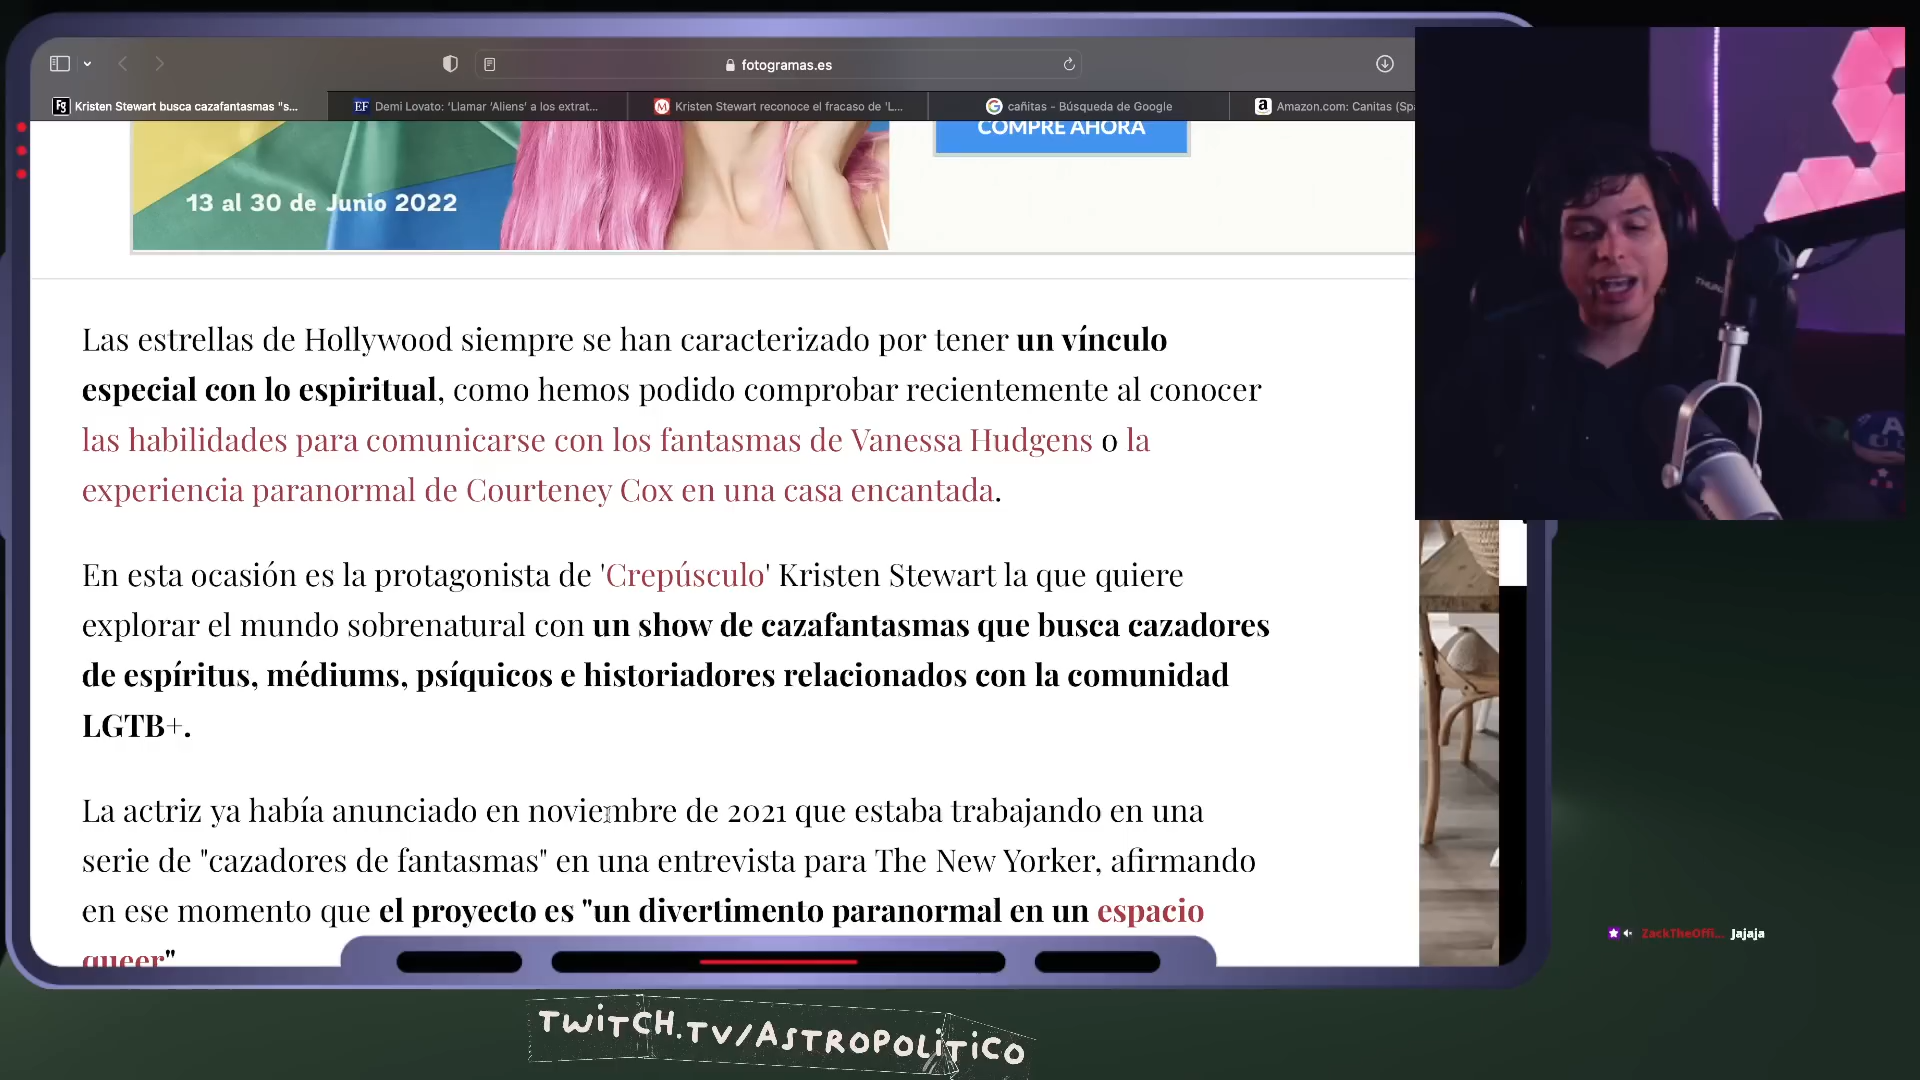 fotogramas.es
Kristen Stewart busca cazafantasmas "s...
Demi Lovato: 'Llamar 'Aliens' a los extrat...
Kristen Stewart reconoce el fracaso de 'L...
cañitas - Búsqueda de Google
Amazon.com: Canitas (Spa
COMPRE AHORA
13 al 30 de Junio 2022
Las estrellas de Hollywood siempre se han caracterizado por tener un vínculo
especial con lo espiritual, como hemos podido comprobar recientemente al conocer
las habilidades para comunicarse con los fantasmas de Vanessa Hudgens o la
experiencia paranormal de Courteney Cox en una casa encantada.
En esta ocasión es la protagonista de 'Crepúsculo' Kristen Stewart la que quiere
explorar el mundo sobrenatural con un show de cazafantasmas que busca cazadores
de espíritus, médiums, psíquicos e historiadores relacionados con la comunidad
LGTB+.
La actriz ya había anunciado en noviembre de 2021 que estaba trabajando en una
serie de "cazadores de fantasmas" en una entrevista para The New Yorker, afirmando
en ese momento que el proyecto es "un divertimento paranormal en un espacio
queer"
ZackTheOffi... Jajaja
TWITCH.TV/ASTROPOLITICO